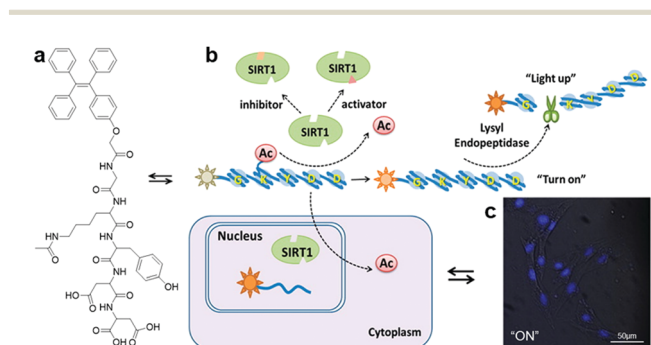 a
b
SIRT1
SIRT1
inhibitor
activator
SIRT1
Ac
Ac
G K Y D D
"Turn on"
G K Y D D
"Light up"
G
K Y D D
Lysyl
Endopeptidase
O
O
HN
O
NH
HN
O
O
HN
O
NH
OH
HN
O
O
HO
O
HN
O
O
OH
OH
Nucleus
SIRT1
Ac
Cytoplasm
c
"ON"
50μm